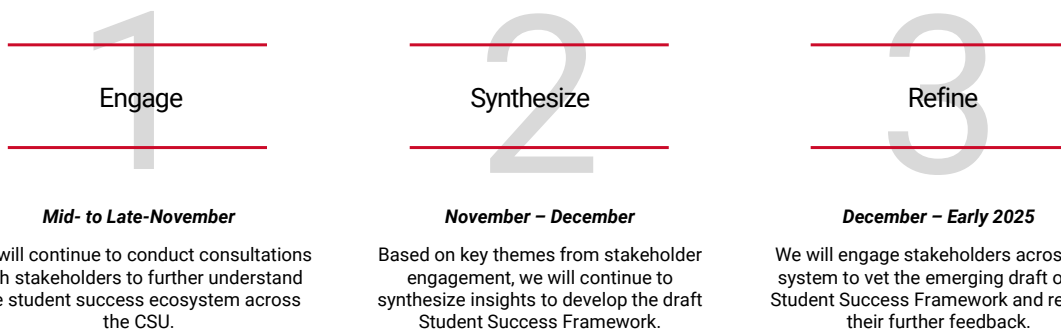 1
Engage
Mid- to Late-November
will continue to conduct consultations
stakeholders to further understand
student success ecosystem across
the CSU.
2
Synthesize
November – December
Based on key themes from stakeholder
engagement, we will continue to
synthesize insights to develop the draft
Student Success Framework.
3
Refine
December – Early 2025
We will engage stakeholders
system to vet the emerging draft
Student Success Framework and
their further feedback.